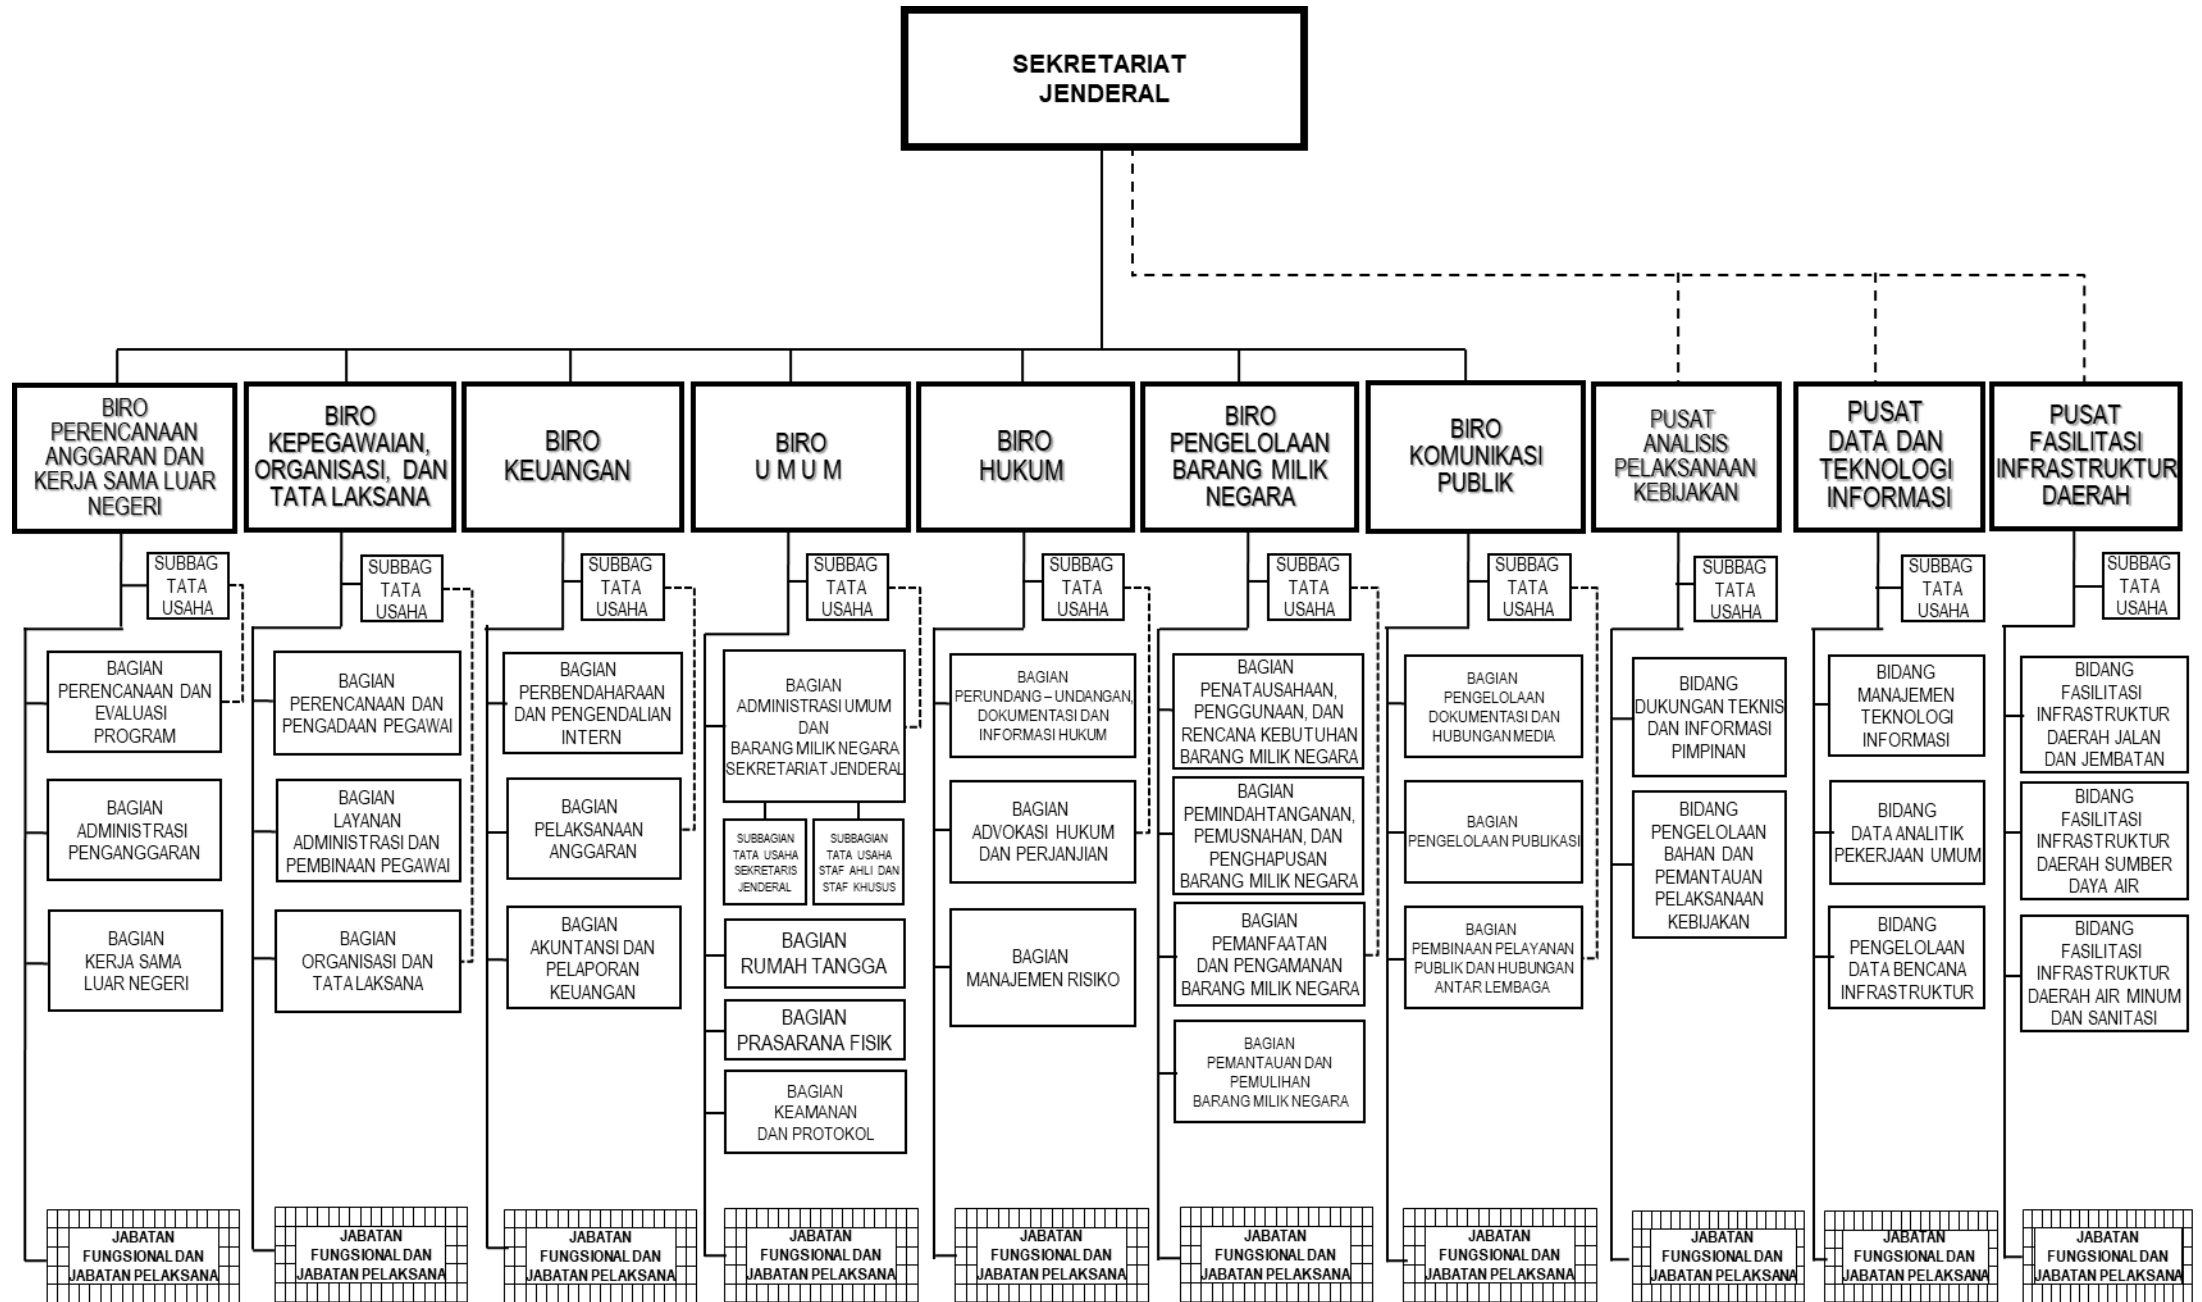 SEKRETARIAT
JENDERAL
BIRO
PERENCANAAN
ANGGARAN DAN
KERJA SAMA LUAR
NEGERI
BIRO
KEPEGAWAIAN,
ORGANISASI, DAN
TATA LAKSANA
BIRO
KEUANGAN
BIRO
U M U M
BIRO
HUKUM
BIRO
PENGELOLAAN
BARANG MILIK
NEGARA
BIRO
KOMUNIKASI
PUBLIK
PUSAT
ANALISIS
PELAKSANAAN
KEBIJAKAN
PUSAT
DATA DAN
TEKNOLOGI
INFORMASI
PUSAT
FASILITASI
INFRASTRUKTUR
DAERAH
SUBBAG
TATA
USAHA
SUBBAG
TATA
USAHA
SUBBAG
TATA
USAHA
SUBBAG
TATA
USAHA
SUBBAG
TATA
USAHA
SUBBAG
TATA
USAHA
SUBBAG
TATA
USAHA
SUBBAG
TATA
USAHA
SUBBAG
TATA
USAHA
SUBBAG
TATA
USAHA
BAGIAN
PERENCANAAN DAN
EVALUASI
PROGRAM
BAGIAN
ADMINISTRASI
PENGANGGARAN
BAGIAN
KERJA SAMA
LUAR NEGERI
BAGIAN
PERENCANAAN DAN
PENGADAAN PEGAWAI
BAGIAN
LAYANAN
ADMINISTRASI DAN
PEMBINAAN PEGAWAI
BAGIAN
ORGANISASI DAN
TATA LAKSANA
BAGIAN
PERBENDAHARAAN
DAN PENGENDALIAN
INTERN
BAGIAN
PELAKSANAAN
ANGGARAN
BAGIAN
AKUNTANSI DAN
PELAPORAN
KEUANGAN
BAGIAN
ADMINISTRASI UMUM
DAN
BARANG MILIK NEGARA
SEKRETARIAT JENDERAL
SUBBAGIAN
TATA USAHA
SEKRETARIS
JENDERAL
SUBBAGIAN
TATA USAHA
STAF AHLI DAN
STAF KHUSUS
BAGIAN
RUMAH TANGGA
BAGIAN
PRASARANA FISIK
BAGIAN
KEAMANAN
DAN PROTOKOL
BAGIAN
PERUNDANG – UNDANGAN,
DOKUMENTASI DAN
INFORMASI HUKUM
BAGIAN
ADVOKASI HUKUM
DAN PERJANJIAN
BAGIAN
MANAJEMEN RISIKO
BAGIAN
PENATAUSAHAAN,
PENGGUNAAN, DAN
RENCANA KEBUTUHAN
BARANG MILIK NEGARA
BAGIAN
PEMINDAHTANGANAN,
PEMUSNAHAN, DAN
PENGHAPUSAN
BARANG MILIK NEGARA
BAGIAN
PEMANFAATAN
DAN PENGAMANAN
BARANG MILIK NEGARA
BAGIAN
PEMANTAUAN DAN
PEMULIHAN
BARANG MILIK NEGARA
BAGIAN
PENGELOLAAN
DOKUMENTASI DAN
HUBUNGAN MEDIA
BAGIAN
PENGELOLAAN PUBLIKASI
BAGIAN
PEMBINAAN PELAYANAN
PUBLIK DAN HUBUNGAN
ANTAR LEMBAGA
BIDANG
DUKUNGAN TEKNIS
DAN INFORMASI
PIMPINAN
BIDANG
PENGELOLAAN
BAHAN DAN
PEMANTAUAN
PELAKSANAAN
KEBIJAKAN
BIDANG
MANAJEMEN
TEKNOLOGI
INFORMASI
BIDANG
DATA ANALITIK
PEKERJAAN UMUM
BIDANG
PENGELOLAAN
DATA BENCANA
INFRASTRUKTUR
BIDANG
FASILITASI
INFRASTRUKTUR
DAERAH JALAN
DAN JEMBATAN
BIDANG
FASILITASI
INFRASTRUKTUR
DAERAH SUMBER
DAYA AIR
BIDANG
FASILITASI
INFRASTRUKTUR
DAERAH AIR MINUM
DAN SANITASI
JABATAN
FUNGSIONAL DAN
JABATAN PELAKSANA
JABATAN
FUNGSIONAL DAN
JABATAN PELAKSANA
JABATAN
FUNGSIONAL DAN
JABATAN PELAKSANA
JABATAN
FUNGSIONAL DAN
JABATAN PELAKSANA
JABATAN
FUNGSIONAL DAN
JABATAN PELAKSANA
JABATAN
FUNGSIONAL DAN
JABATAN PELAKSANA
JABATAN
FUNGSIONAL DAN
JABATAN PELAKSANA
JABATAN
FUNGSIONAL DAN
JABATAN PELAKSANA
JABATAN
FUNGSIONAL DAN
JABATAN PELAKSANA
JABATAN
FUNGSIONAL DAN
JABATAN PELAKSANA